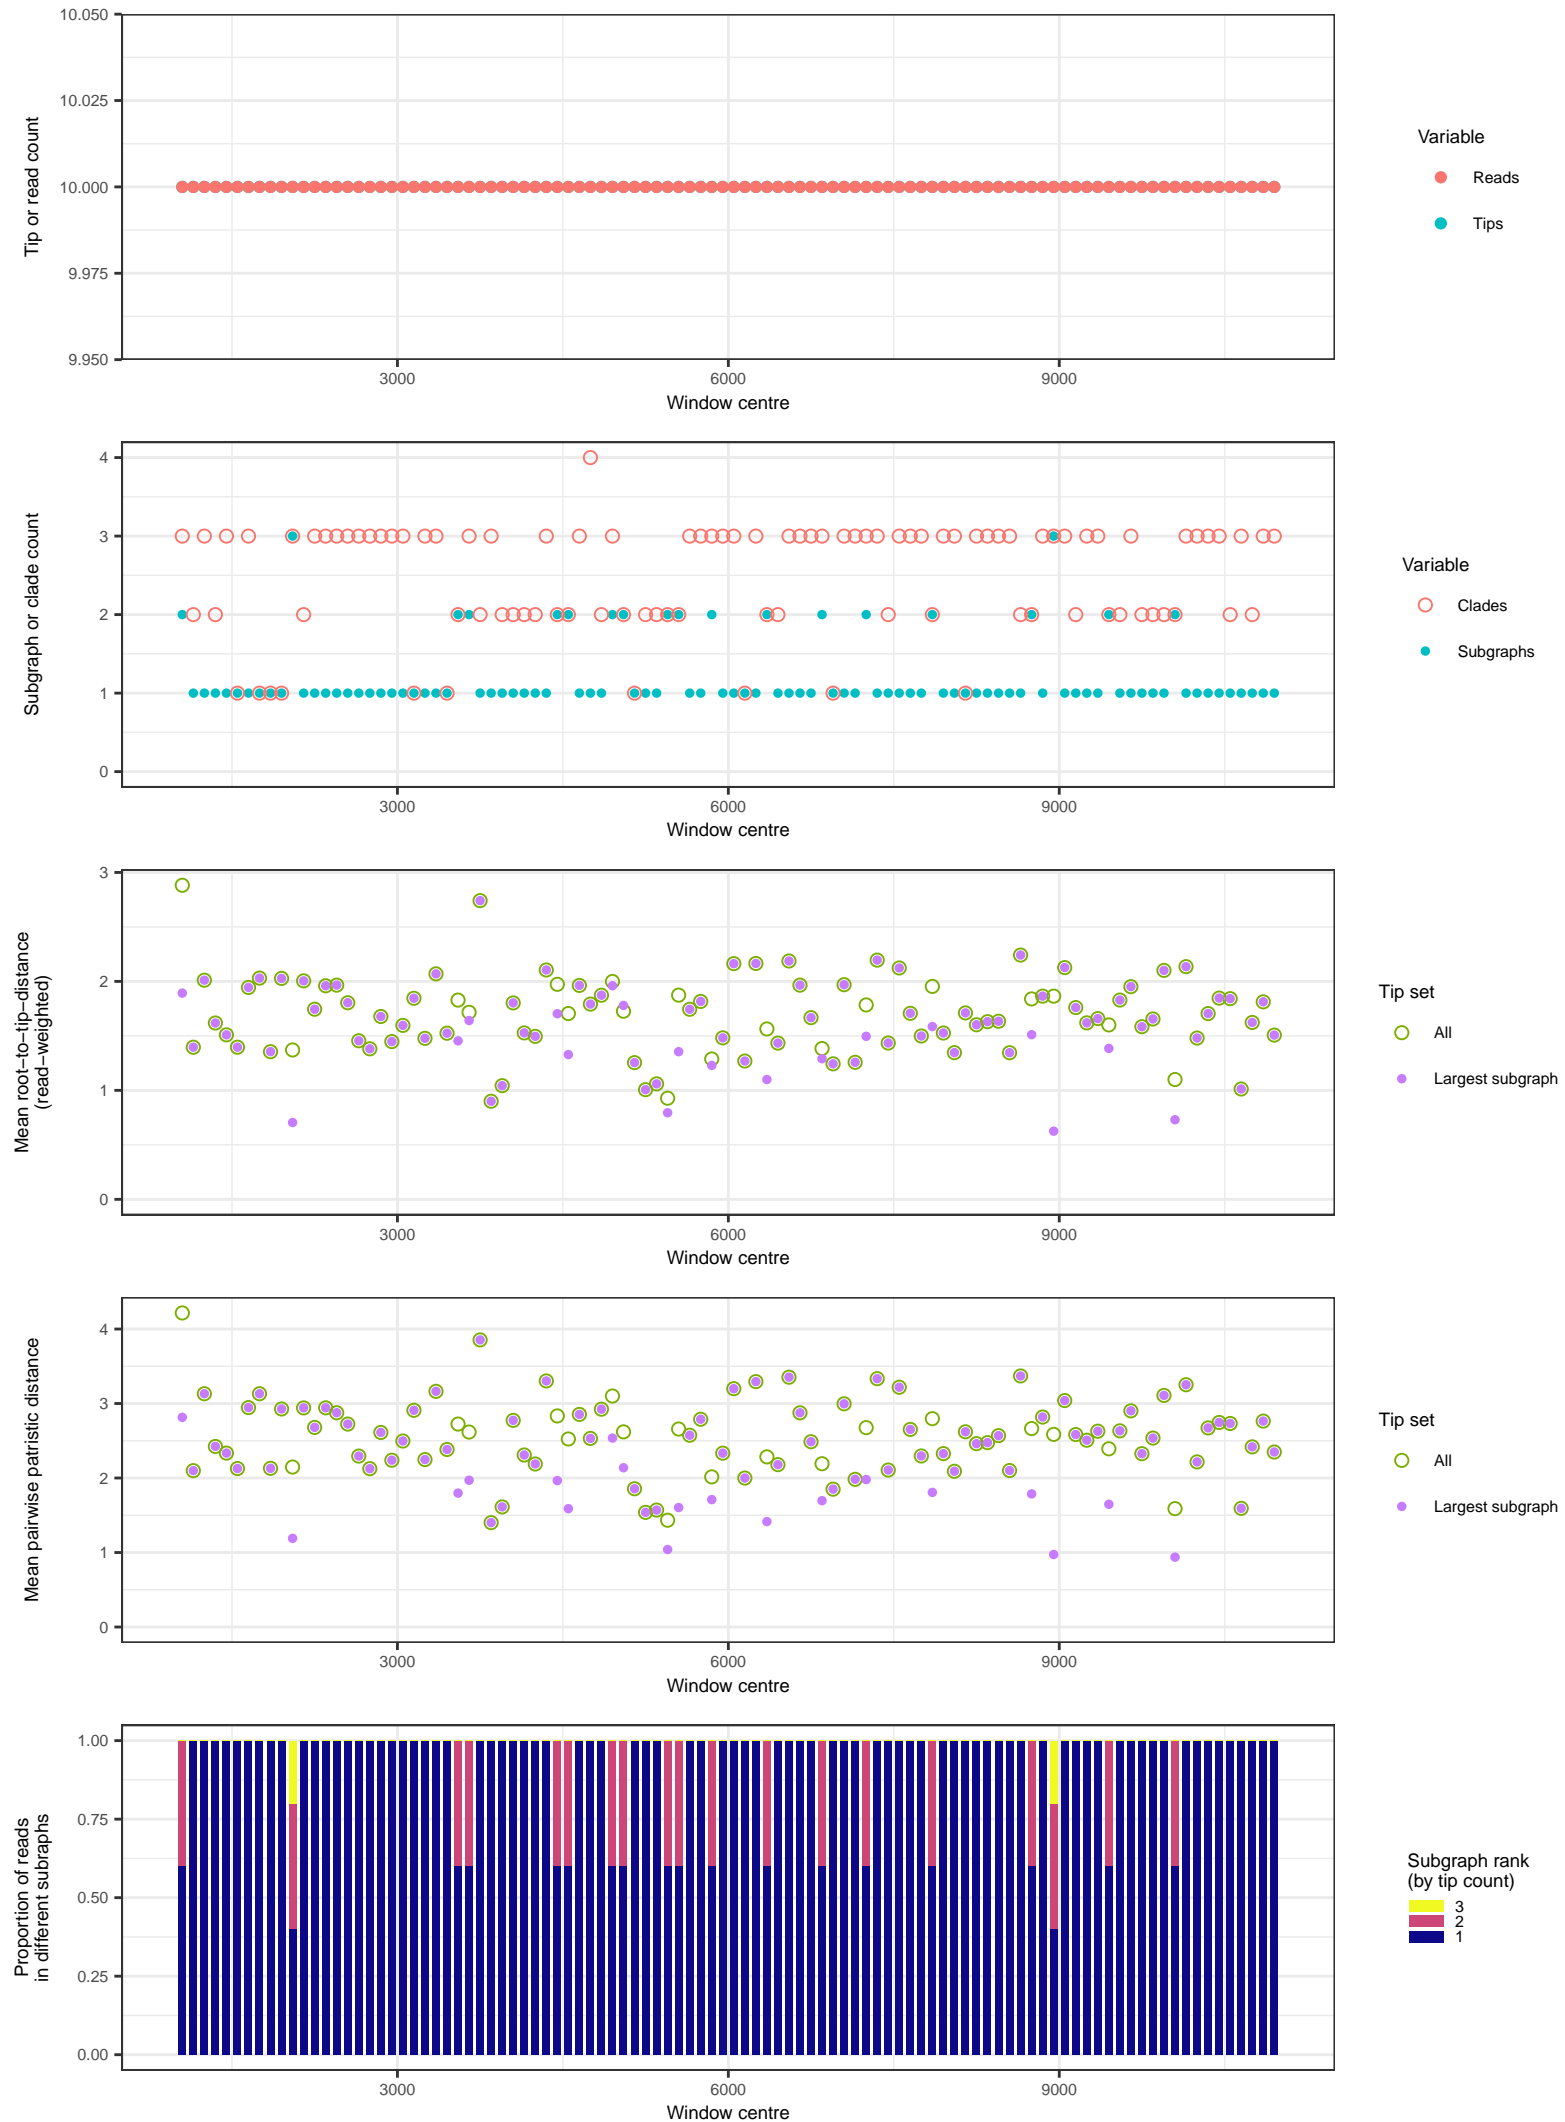 10.050
10.025
10.000
9.975
9.950
Tip or read count
3000 6000 9000
Window centre
Variable
Reads
Tips
4
3
2
1
0
Subgraph or clade count
3000 6000 9000
Window centre
Variable
Clades
Subgraphs
3
2
1
0
Mean root−to−tip−distance
(read−weighted)
3000 6000 9000
Window centre
Tip set
All
Largest subgraph
4
3
2
1
0
Mean pairwise patristic distance
3000 6000 9000
Window centre
Tip set
All
Largest subgraph
1.00
0.75
0.50
0.25
0.00
Proportion of reads
in different subraphs
3000 6000 9000
Window centre
Subgraph rank
(by tip count)
3
2
1